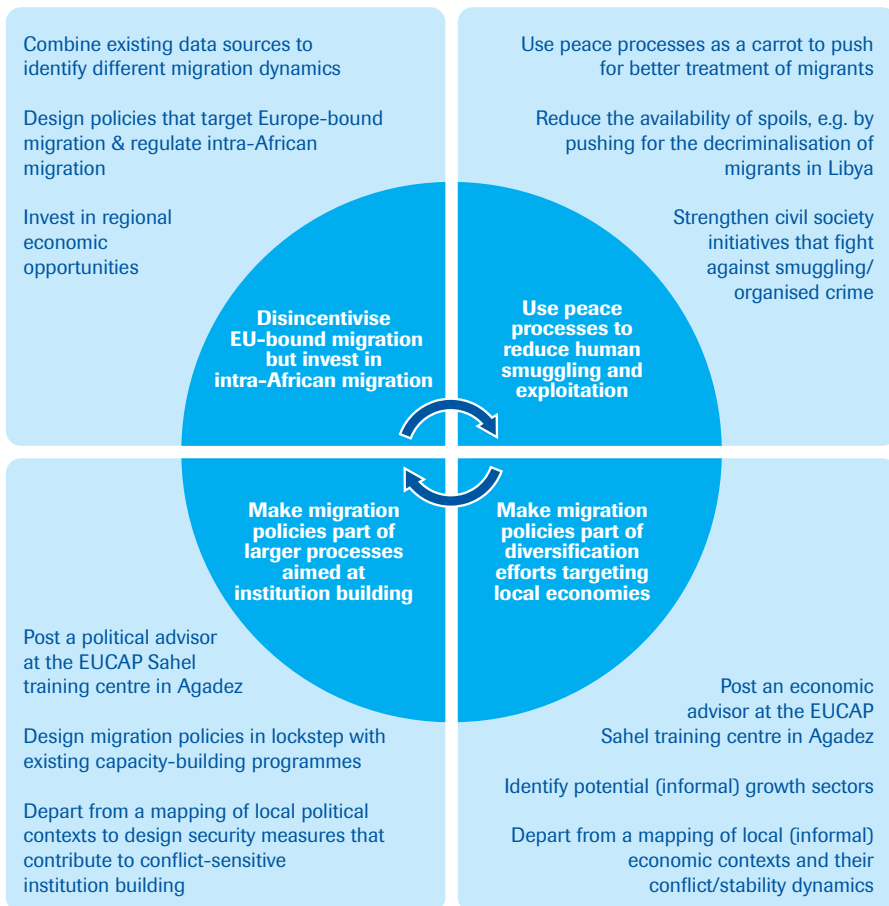 Combine existing data sources to
identify different migration dynamics
Design policies that target Europe-bound
migration & regulate intra-African
migration
Invest in regional
economic
opportunities
Disincentivise
EU-bound migration
but invest in
intra-African migration
Use peace processes as a carrot to push
for better treatment of migrants
Reduce the availability of spoils, e.g. by
pushing for the decriminalisation of
migrants in Libya
Strengthen civil society
initiatives that fight
against smuggling/
organised crime
Use peace
processes to
reduce human
smuggling and
exploitation
Make migration
policies part of
larger processes
aimed at
institution building
Post a political advisor
at the EUCAP Sahel
training centre in Agadez
Design migration policies in lockstep with
existing capacity-building programmes
Depart from a mapping of local political
contexts to design security measures that
contribute to conflict-sensitive
institution building
Make migration
policies part of
diversification
efforts targeting
local economies
Post an economic
advisor at the EUCAP
Sahel training centre in Agadez
Identify potential (informal) growth sectors
Depart from a mapping of local (informal)
economic contexts and their
conflict/stability dynamics